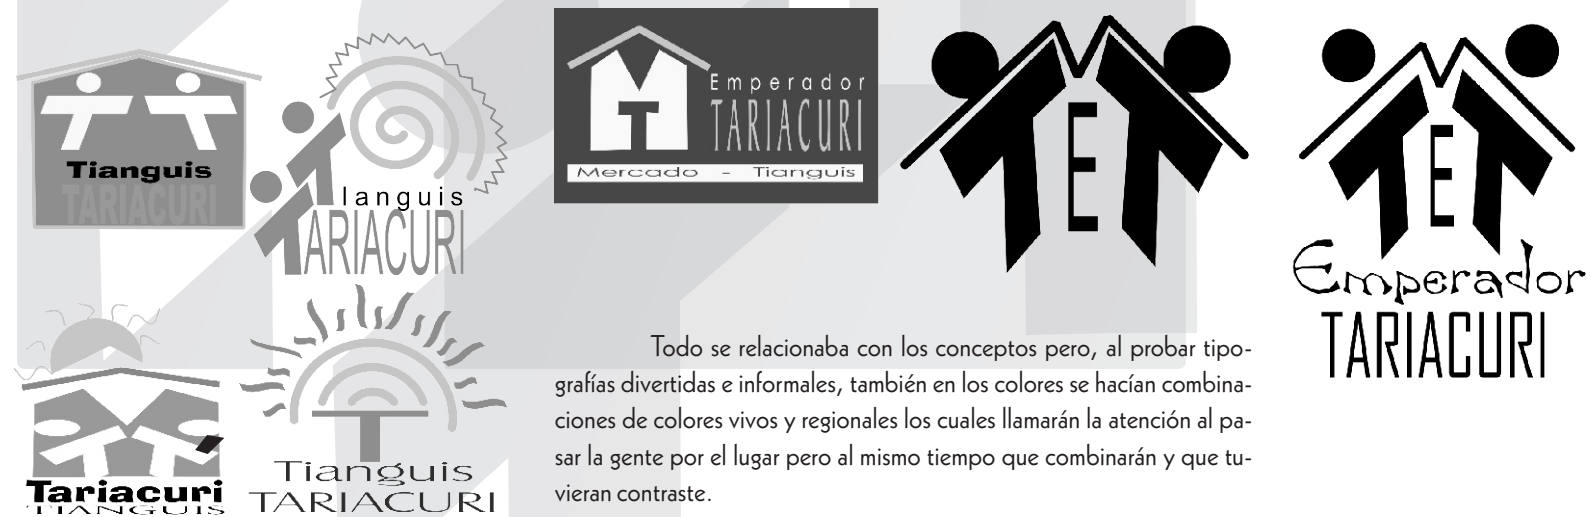 Tianguis
TARIACURI
Tianguis
TARIACURI
Tariacuri
TIANGUIS
Tianguis
TARIACURI
MT
Emperador
TARIACURI
Mercado - Tianguis
TET
TET
Emperador
TARIACURI
Todo se relacionaba con los conceptos pero, al probar tipo-
grafías divertidas e informales, también en los colores se hacían combina-
ciones de colores vivos y regionales los cuales llamarán la atención al pa-
sar la gente por el lugar pero al mismo tiempo que combinarán y que tu-
vieran contraste.